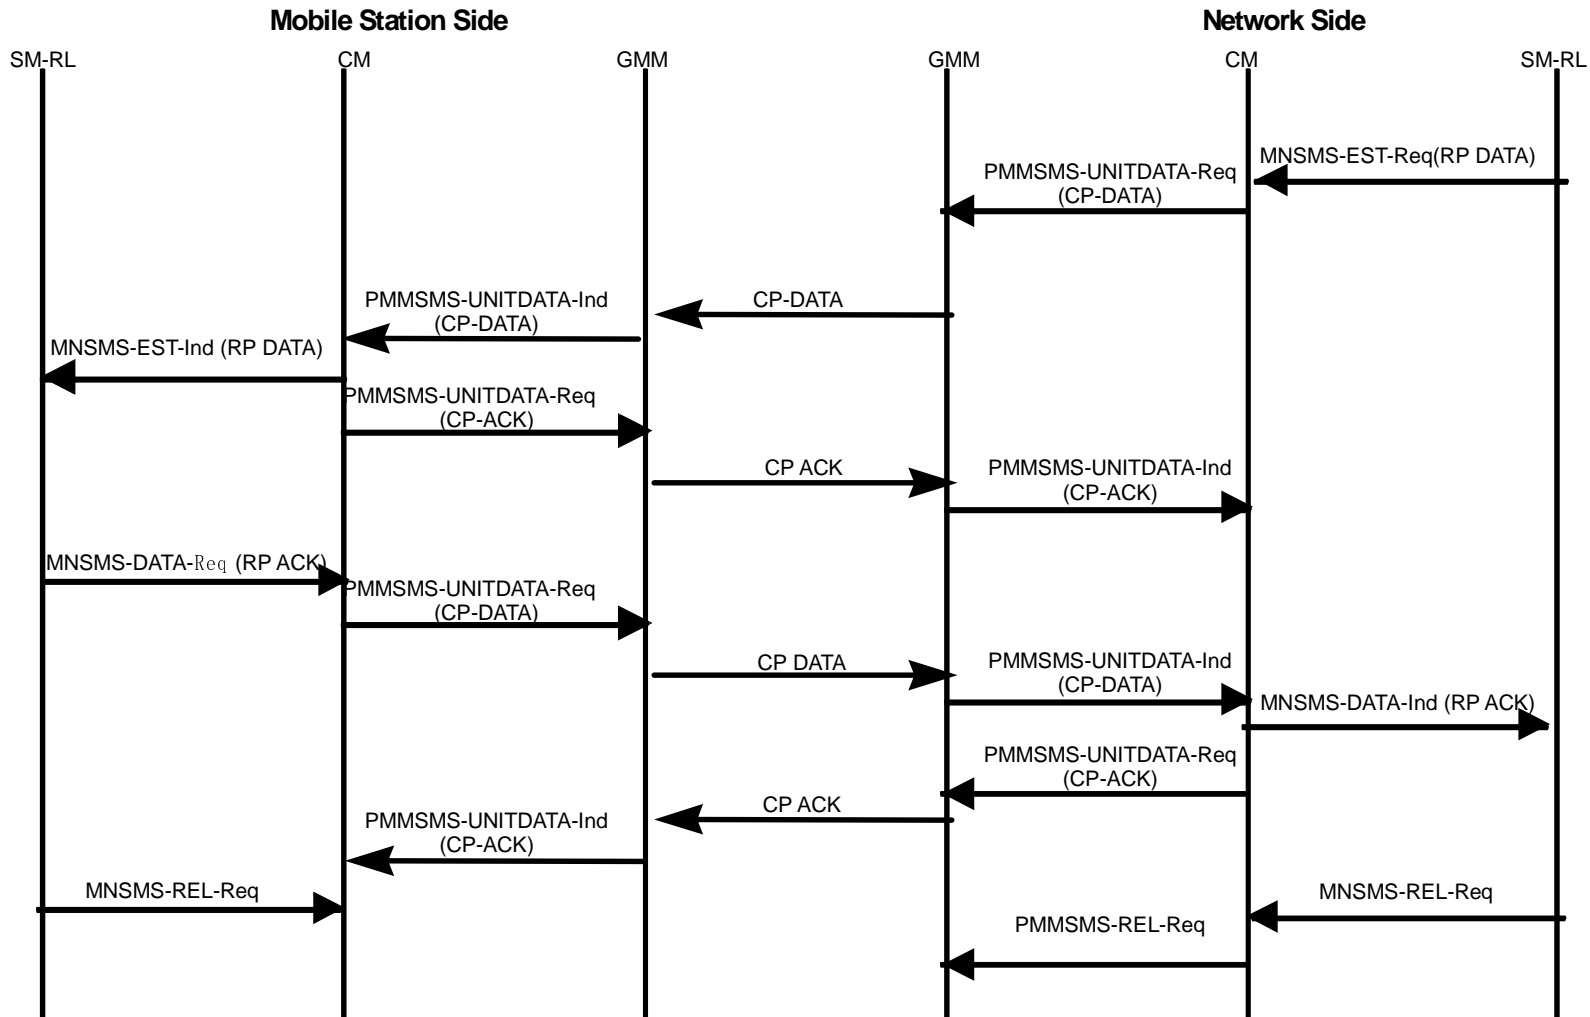 Mobile Station Side
Network Side
SM-RL
CM
GMM
GMM
CM
SM-RL
MNSMS-EST-Req(RP DATA)
PMMSMS-UNITDATA-Req
(CP-DATA)
CP-DATA
PMMSMS-UNITDATA-Ind
(CP-DATA)
MNSMS-EST-Ind (RP DATA)
PMMSMS-UNITDATA-Req
(CP-ACK)
CP ACK
PMMSMS-UNITDATA-Ind
(CP-ACK)
MNSMS-DATA-Req (RP ACK)
PMMSMS-UNITDATA-Req
(CP-DATA)
CP DATA
PMMSMS-UNITDATA-Ind
(CP-DATA)
MNSMS-DATA-Ind (RP ACK)
PMMSMS-UNITDATA-Req
(CP-ACK)
CP ACK
PMMSMS-UNITDATA-Ind
(CP-ACK)
MNSMS-REL-Req
MNSMS-REL-Req
PMMSMS-REL-Req